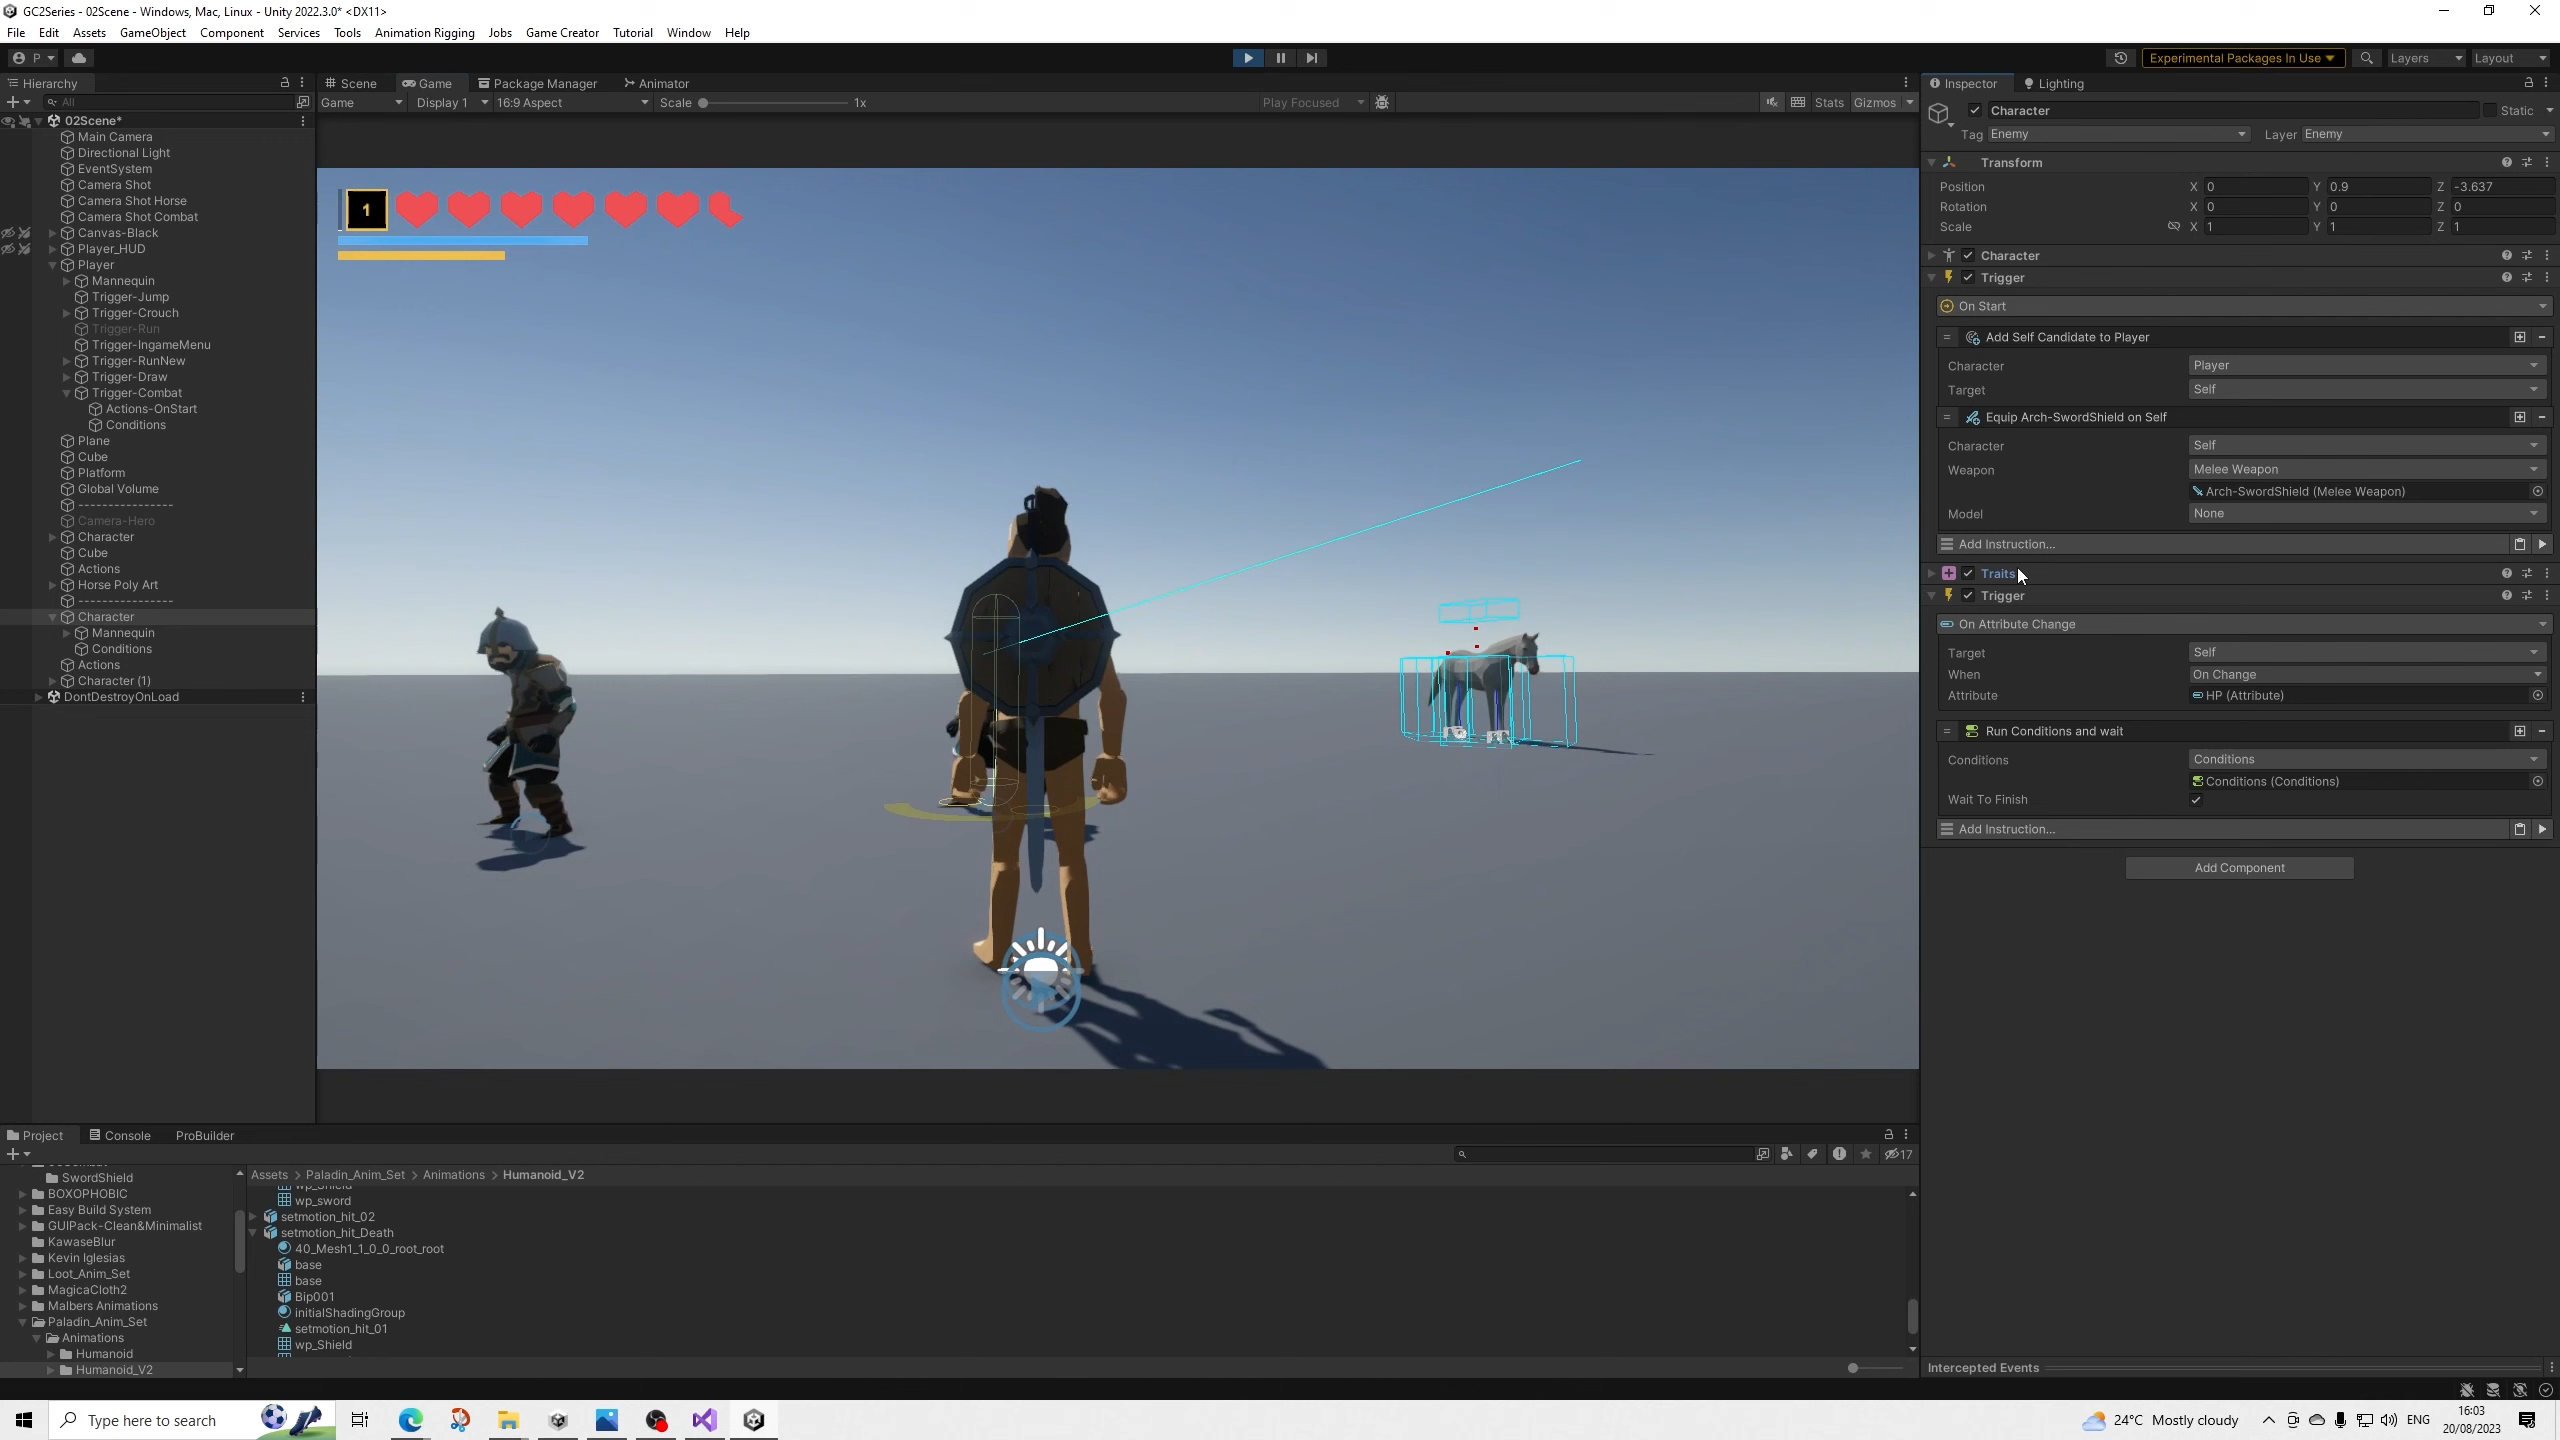 GC2Series - 02Scene - Windows, Mac, Linux - Unity 2022.3.0* <DX11>
File Edit Assets GameObject Component Services Tools Animation Rigging Jobs Game Creator Tutorial Window Help
P Experimental Packages In Use Layers Layout
Hierarchy
All
02Scene*
Main Camera
Directional Light
EventSystem
Camera Shot
Camera Shot Horse
Camera Shot Combat
Canvas-Black
Player_HUD
Player
Mannequin
Trigger-Jump
Trigger-Crouch
Trigger-Run
Trigger-IngameMenu
Trigger-RunNew
Trigger-Draw
Trigger-Combat
Actions-OnStart
Conditions
Plane
Cube
Platform
Global Volume
----------------
Camera-Hero
Character
Cube
Actions
Horse Poly Art
----------------
Character
Mannequin
Conditions
Actions
Character (1)
DontDestroyOnLoad
Scene Game Package Manager Animator
Game Display 1 16:9 Aspect Scale 1x Play Focused Stats Gizmos
1
Inspector Lighting
Character Static
Tag Enemy Layer Enemy
Transform
Position X 0 Y 0.9 Z -3.637
Rotation X 0 Y 0 Z 0
Scale X 1 Y 1 Z 1
Character
Trigger
On Start
Add Self Candidate to Player
Character Player
Target Self
Equip Arch-SwordShield on Self
Character Self
Weapon Melee Weapon
Arch-SwordShield (Melee Weapon)
Model None
Add Instruction...
Traits
Trigger
On Attribute Change
Target Self
When On Change
Attribute HP (Attribute)
Run Conditions and wait
Conditions Conditions
Conditions (Conditions)
Wait To Finish
Add Instruction...
Add Component
Intercepted Events
Project Console ProBuilder
17
SwordShield
BOXOPHOBIC
Easy Build System
GUIPack-Clean&Minimalist
KawaseBlur
Kevin Iglesias
Loot_Anim_Set
MagicaCloth2
Malbers Animations
Paladin_Anim_Set
Animations
Humanoid
Humanoid_V2
Assets > Paladin_Anim_Set > Animations > Humanoid_V2
wp_Shield
wp_sword
setmotion_hit_02
setmotion_hit_Death
40_Mesh1_1_0_0_root_root
base
base
Bip001
initialShadingGroup
setmotion_hit_01
wp_Shield
Type here to search
24°C Mostly cloudy ENG
16:03
20/08/2023